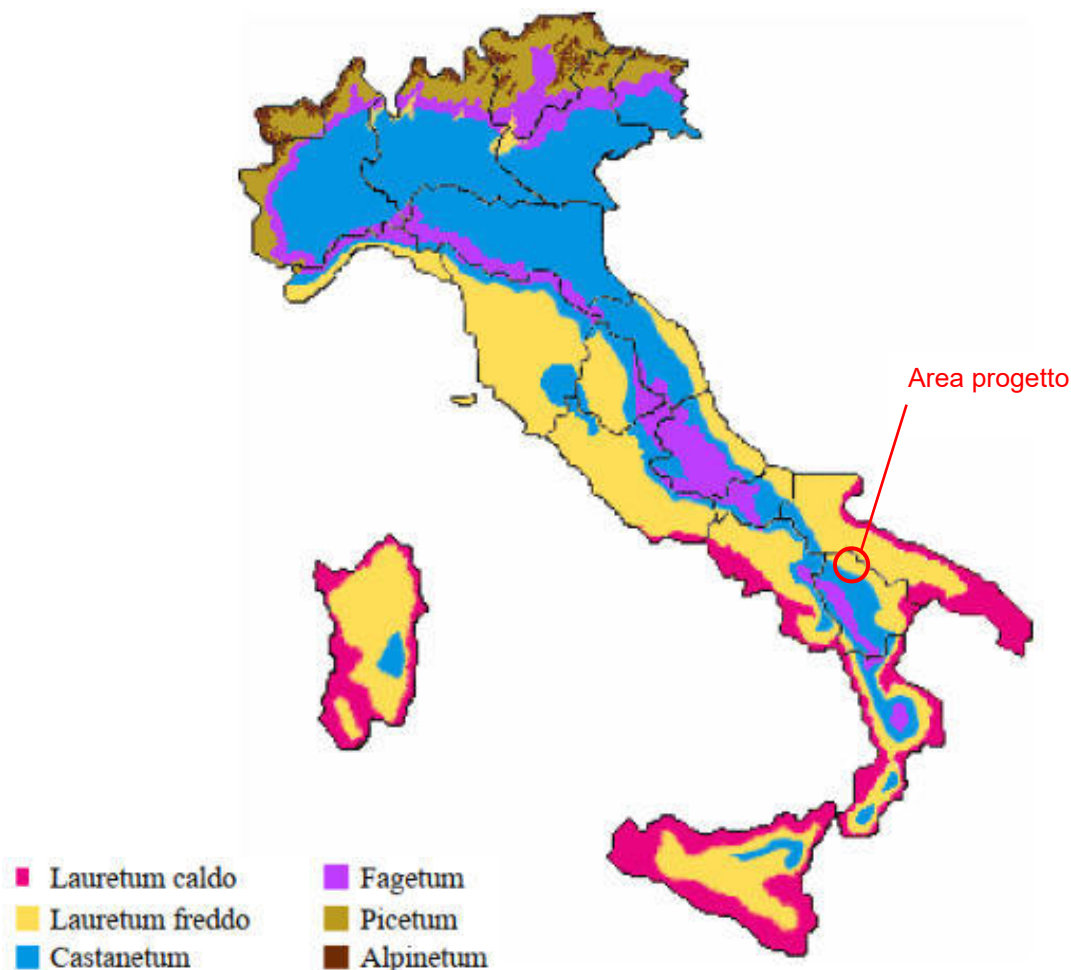 Area progetto
Lauretum caldo
Lauretum freddo
Castanetum
Fagetum
Picetum
Alpinetum